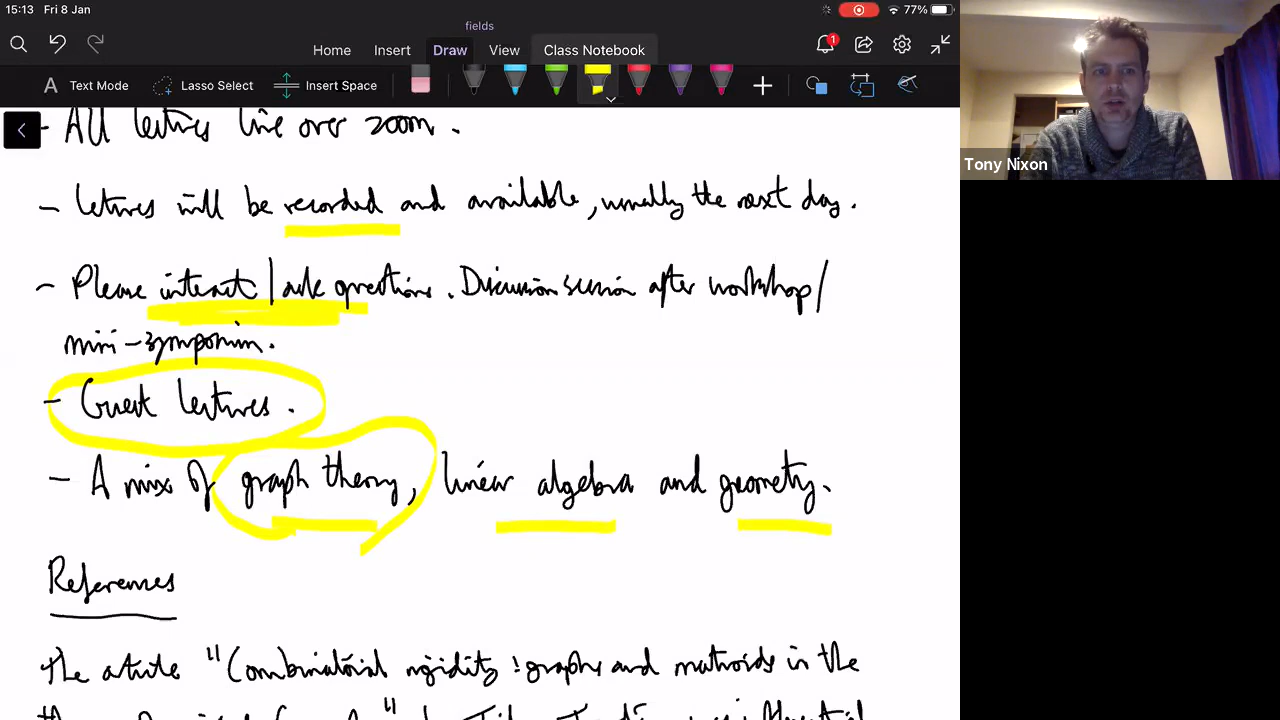 15:13 Fri 8 Jan
77%
fields
Home Insert Draw View Class Notebook
1
Text Mode Lasso Select Insert Space
- All lectures live over zoom.
- Lectures will be recorded and available, usually the next day.
- Please interact / ask questions. Discussion session after workshop/
mini-symposium.
- Guest lectures.
- A mix of graph theory, linear algebra and geometry.
References
The article "Combinatorial rigidity: graphs and matroids in the
Tony Nixon